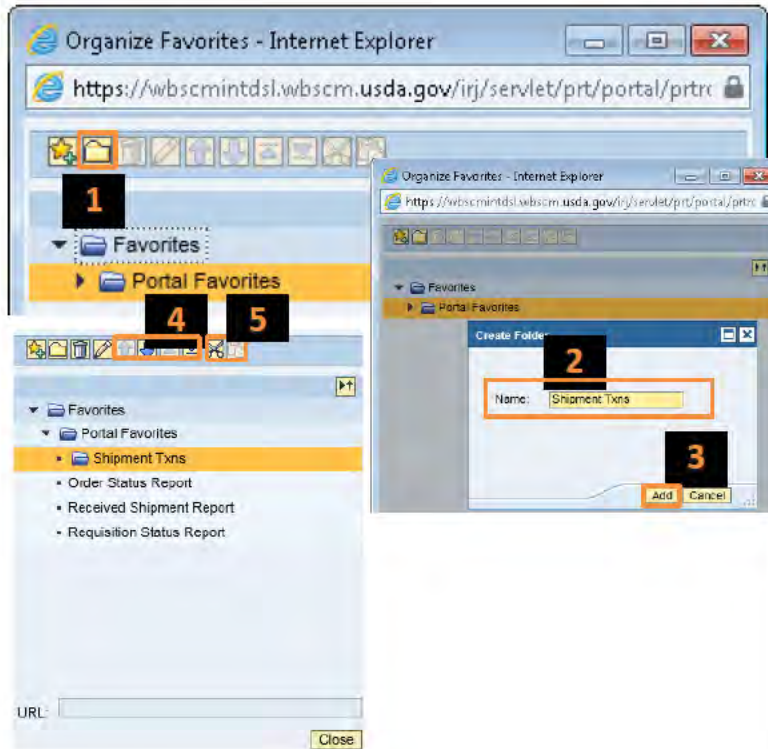 Organize Favorites - Internet Explorer
https://wbscmintdsl.wbscm.usda.gov/irj/servlet/prt/portal/prtrc
1
Favorites
Portal Favorites
Organize Favorites - Internet Explorer
https://wbscmintdsl.wbscm.usda.gov/irj/servlet/prt/portal/prtrc
Favorites
Portal Favorites
Create Folder
2
Name: Shipment Txns
3
Add Cancel
4 5
Favorites
Portal Favorites
Shipment Txns
Order Status Report
Received Shipment Report
Requisition Status Report
URL:
Close